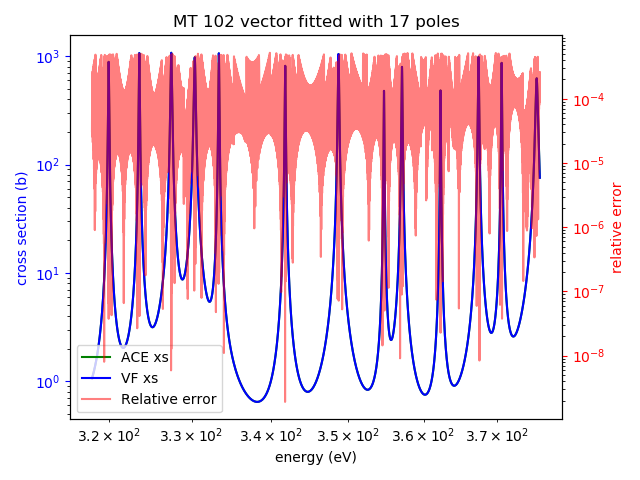 MT 102 vector fitted with 17 poles
cross section (b)
10³
10²
10¹
10⁰
10⁻⁴
10⁻⁵
10⁻⁶
10⁻⁷
10⁻⁸
relative error
ACE xs
VF xs
Relative error
3.2 × 10² 3.3 × 10² 3.4 × 10² 3.5 × 10² 3.6 × 10² 3.7 × 10²
energy (eV)